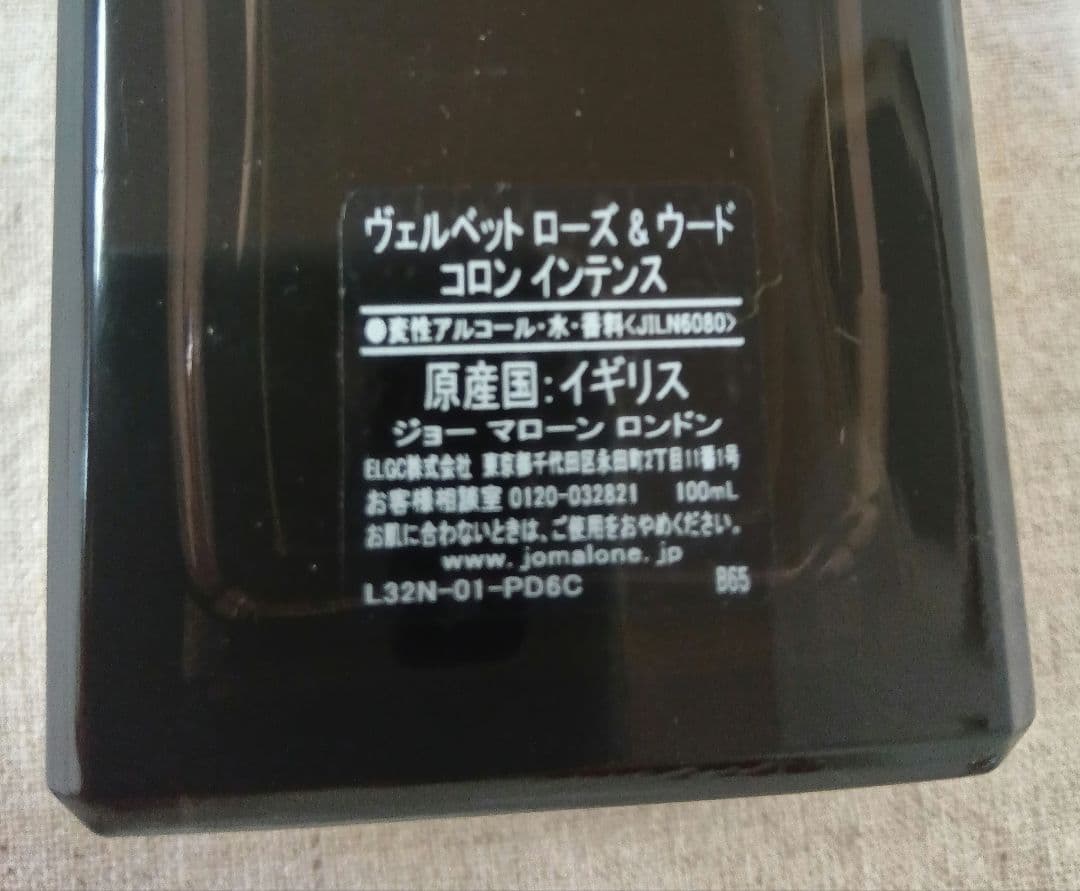 ヴェルベット ローズ & ウード
コロン インテンス
●変性アルコール・水・香料<JILN6080>
原産国:イギリス
ジョー マローン ロンドン
ELGC株式会社 東京都千代田区永田町2丁目11番1号
お客様相談室 0120-032821 100mL
お肌に合わないときは、ご使用をおやめください。
www.jomalone.jp
L32N-01-PD6C B65